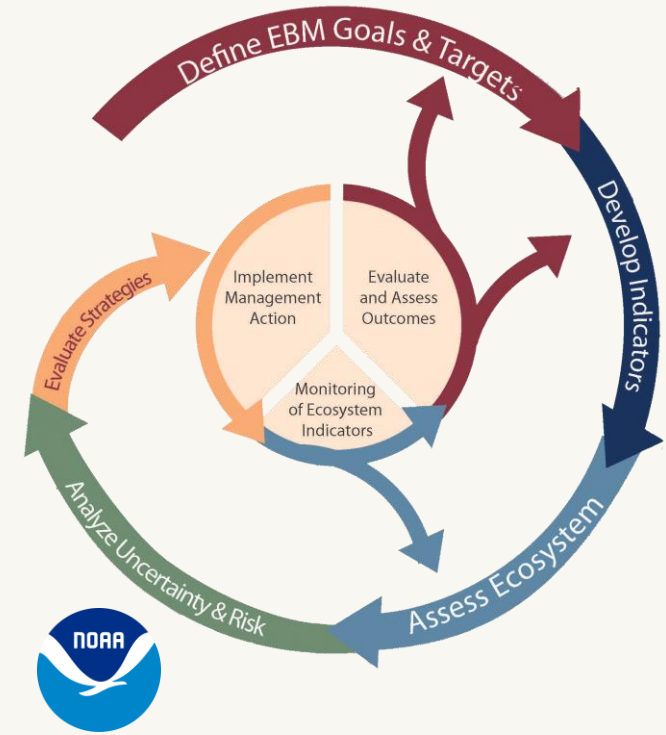 Define EBM Goals & Targets
Develop Indicators
Assess Ecosystem
Analyze Uncertainty & Risk
Evaluate Strategies
Implement
Management
Action
Evaluate
and Assess
Outcomes
Monitoring
of Ecosystem
Indicators
NOAA